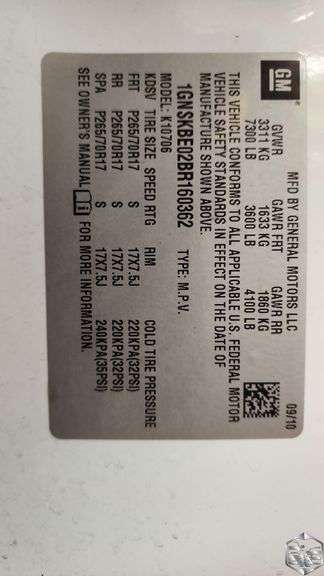 GM
MFD BY GENERAL MOTORS LLC
09/10
GVWR GAWR FRT GAWR RR
3311 KG 1633 KG 1860 KG
7300 LB 3600 LB 4100 LB
THIS VEHICLE CONFORMS TO ALL APPLICABLE U.S. FEDERAL MOTOR
VEHICLE SAFETY STANDARDS IN EFFECT ON THE DATE OF
MANUFACTURE SHOWN ABOVE.
1GNSKBE02BR160362 TYPE: M.P.V.
MODEL: K10706
KDSV TIRE SIZE SPEED RTG RIM COLD TIRE PRESSURE
FRT P265/70R17 S 17X7.5J 220KPA(32PSI)
RR P265/70R17 S 17X7.5J 220KPA(32PSI)
SPA P265/70R17 S 17X7.5J 240KPA(35PSI)
SEE OWNER'S MANUAL FOR MORE INFORMATION.